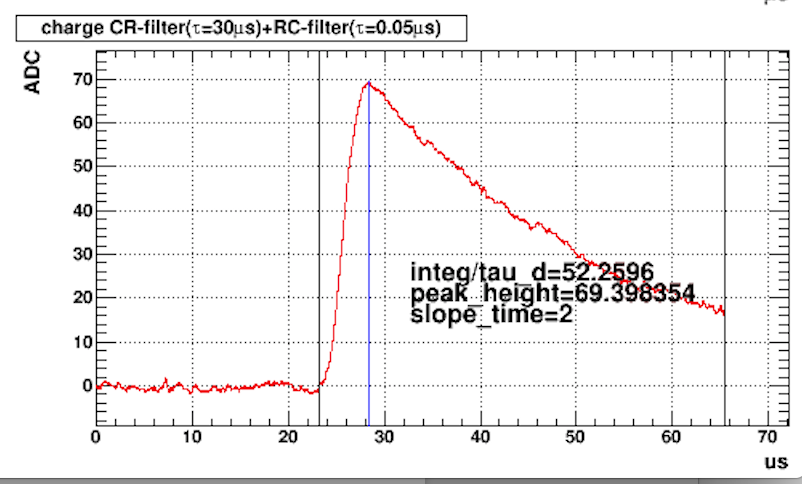 μs
charge CR-filter(τ=30μs)+RC-filter(τ=0.05μs)
ADC
70
60
50
40
30
20
10
0
integ/tau_d=52.2596
peak_height=69.398354
slope_time=2
0 10 20 30 40 50 60 70
us